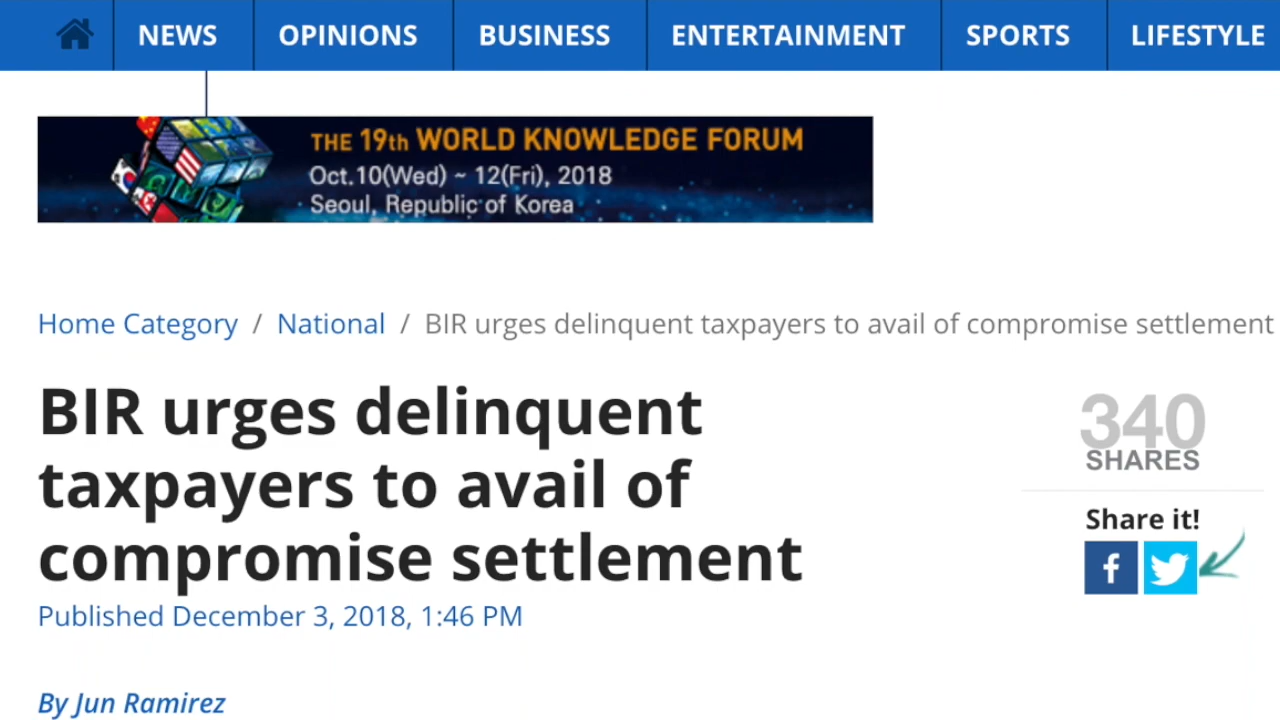 NEWS OPINIONS BUSINESS ENTERTAINMENT SPORTS LIFESTYLE
THE 19th WORLD KNOWLEDGE FORUM
Oct.10(Wed) ~ 12(Fri), 2018
Seoul, Republic of Korea
Home Category / National / BIR urges delinquent taxpayers to avail of compromise settlement
BIR urges delinquent
taxpayers to avail of
compromise settlement
Published December 3, 2018, 1:46 PM
By Jun Ramirez
340
SHARES
Share it!